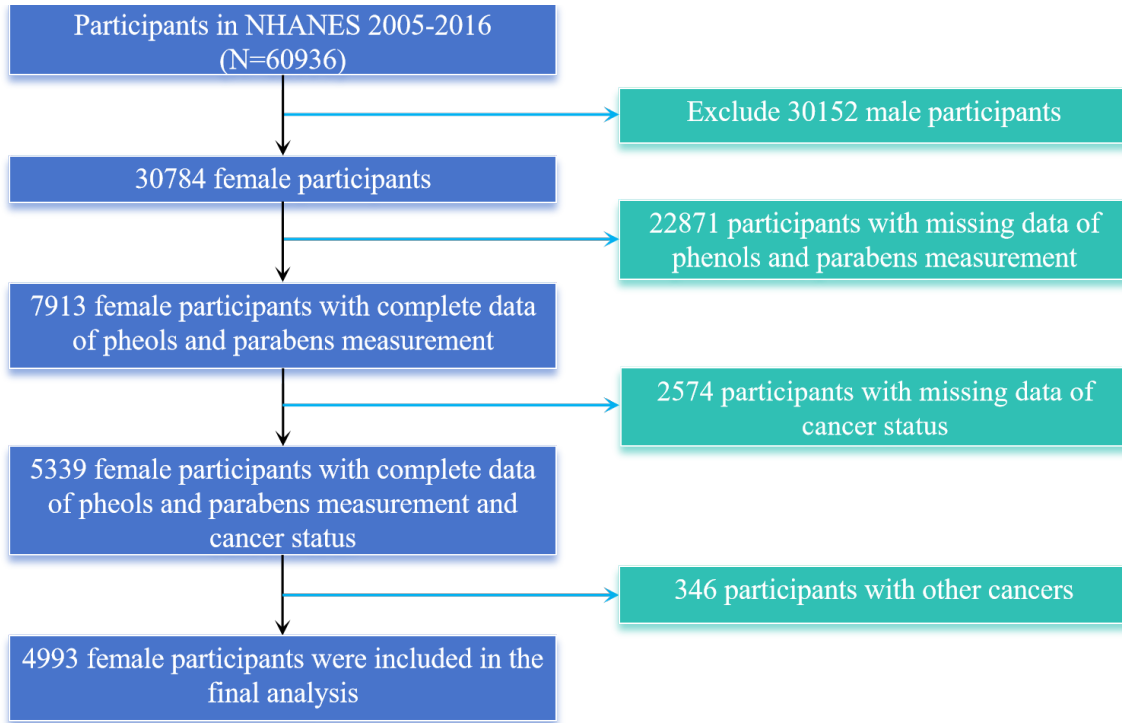 Participants in NHANES 2005-2016
(N=60936)
Exclude 30152 male participants
30784 female participants
22871 participants with missing data of
phenols and parabens measurement
7913 female participants with complete data
of pheols and parabens measurement
2574 participants with missing data of
cancer status
5339 female participants with complete data
of pheols and parabens measurement and
cancer status
346 participants with other cancers
4993 female participants were included in the
final analysis